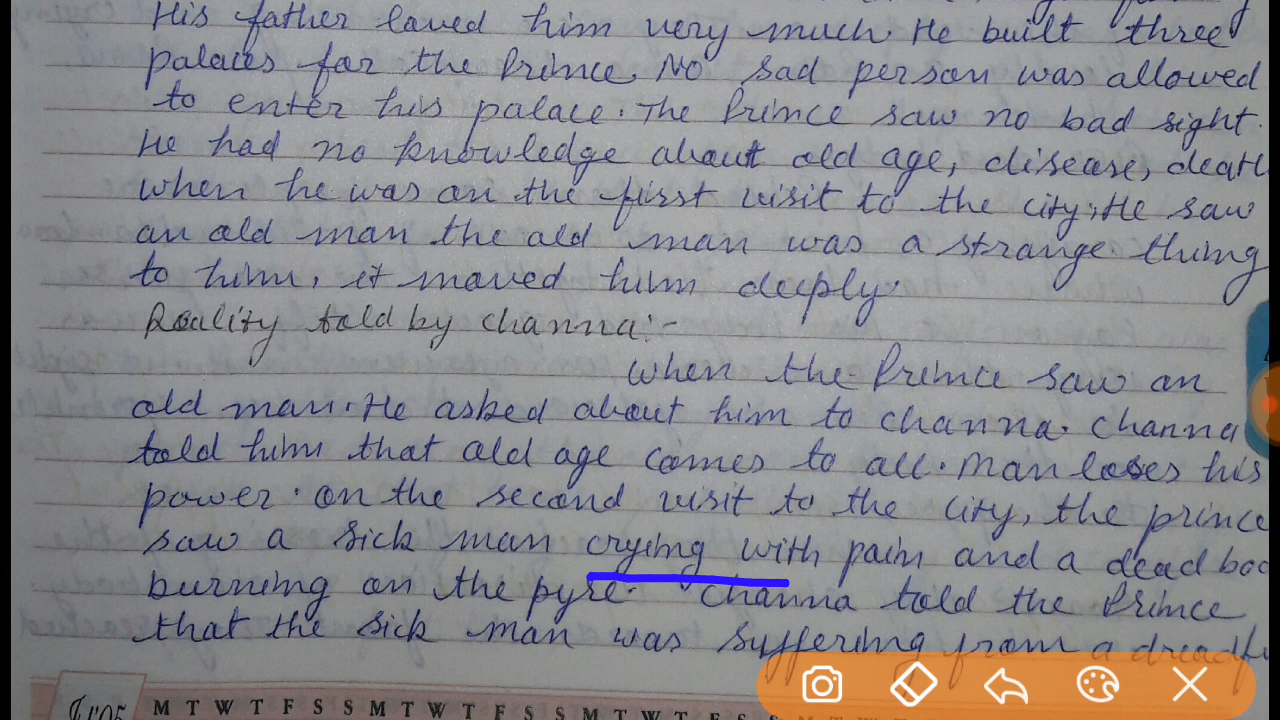 His father loved him very much. He built three
palaces for the Prince. No sad person was allowed
to enter his palace. The Prince saw no bad sight.
He had no knowledge about old age, disease, death
when he was on the first visit to the city, He saw
an old man the old man was a strange thing
to him, it moved him deeply.
Reality told by channa:-
When the Prince saw an
old man. He asked about him to channa. channa
told him that old age comes to all. Man loses his
power. on the second visit to the city, the prince
saw a sick man crying with pain and a dead bod
burning on the pyre. "channa told the Prince
that the sick man was suffering from a dreadfu
M T W T F S S M T W T F S S M T W T F S S